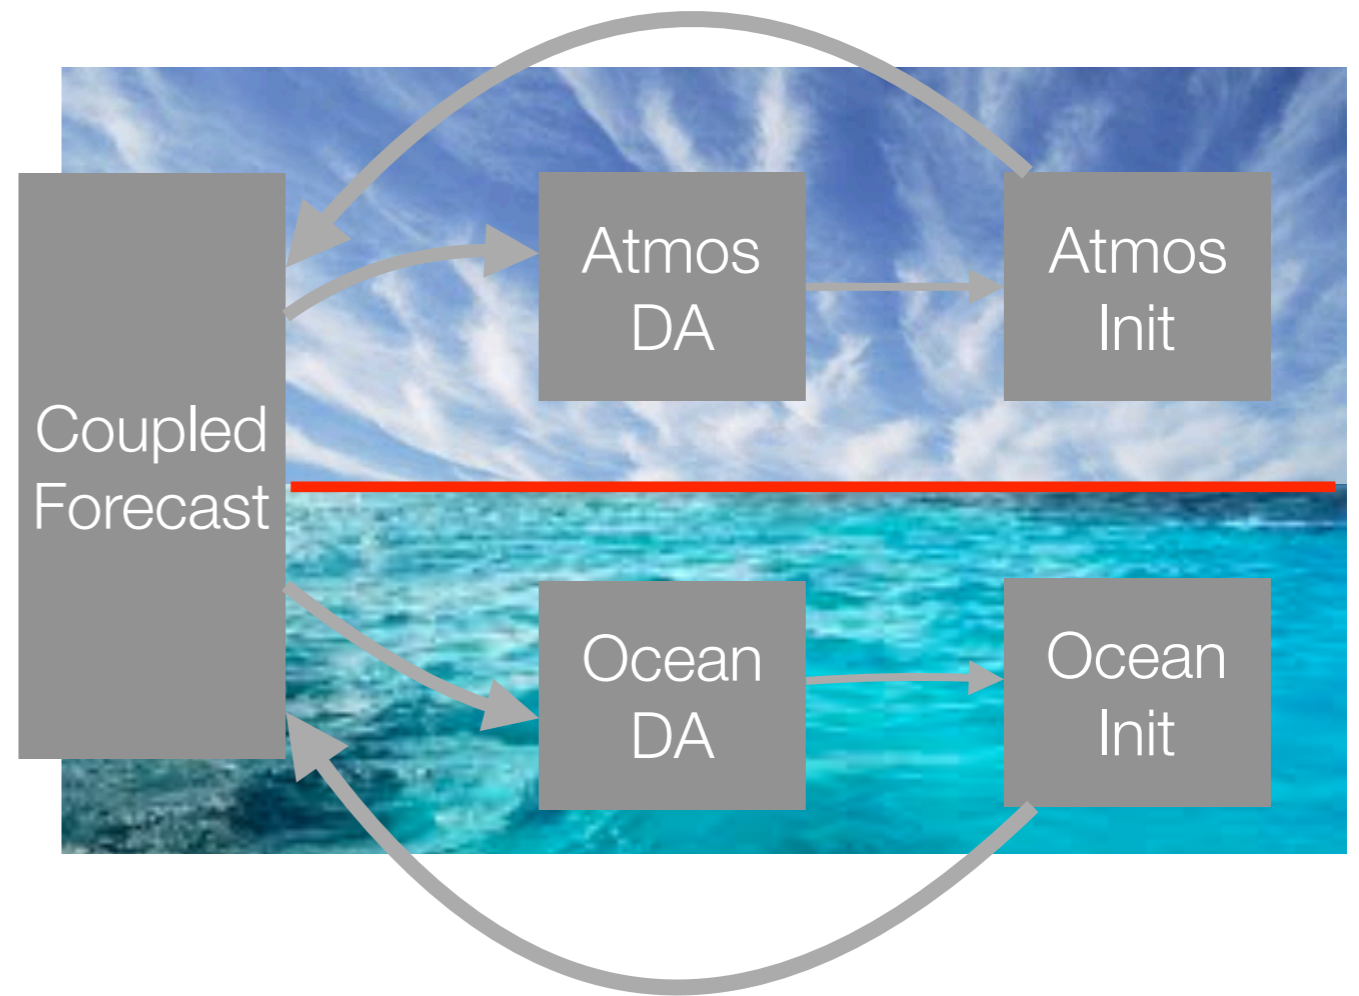 Coupled
Forecast
Atmos
DA
Atmos
Init
Ocean
DA
Ocean
Init